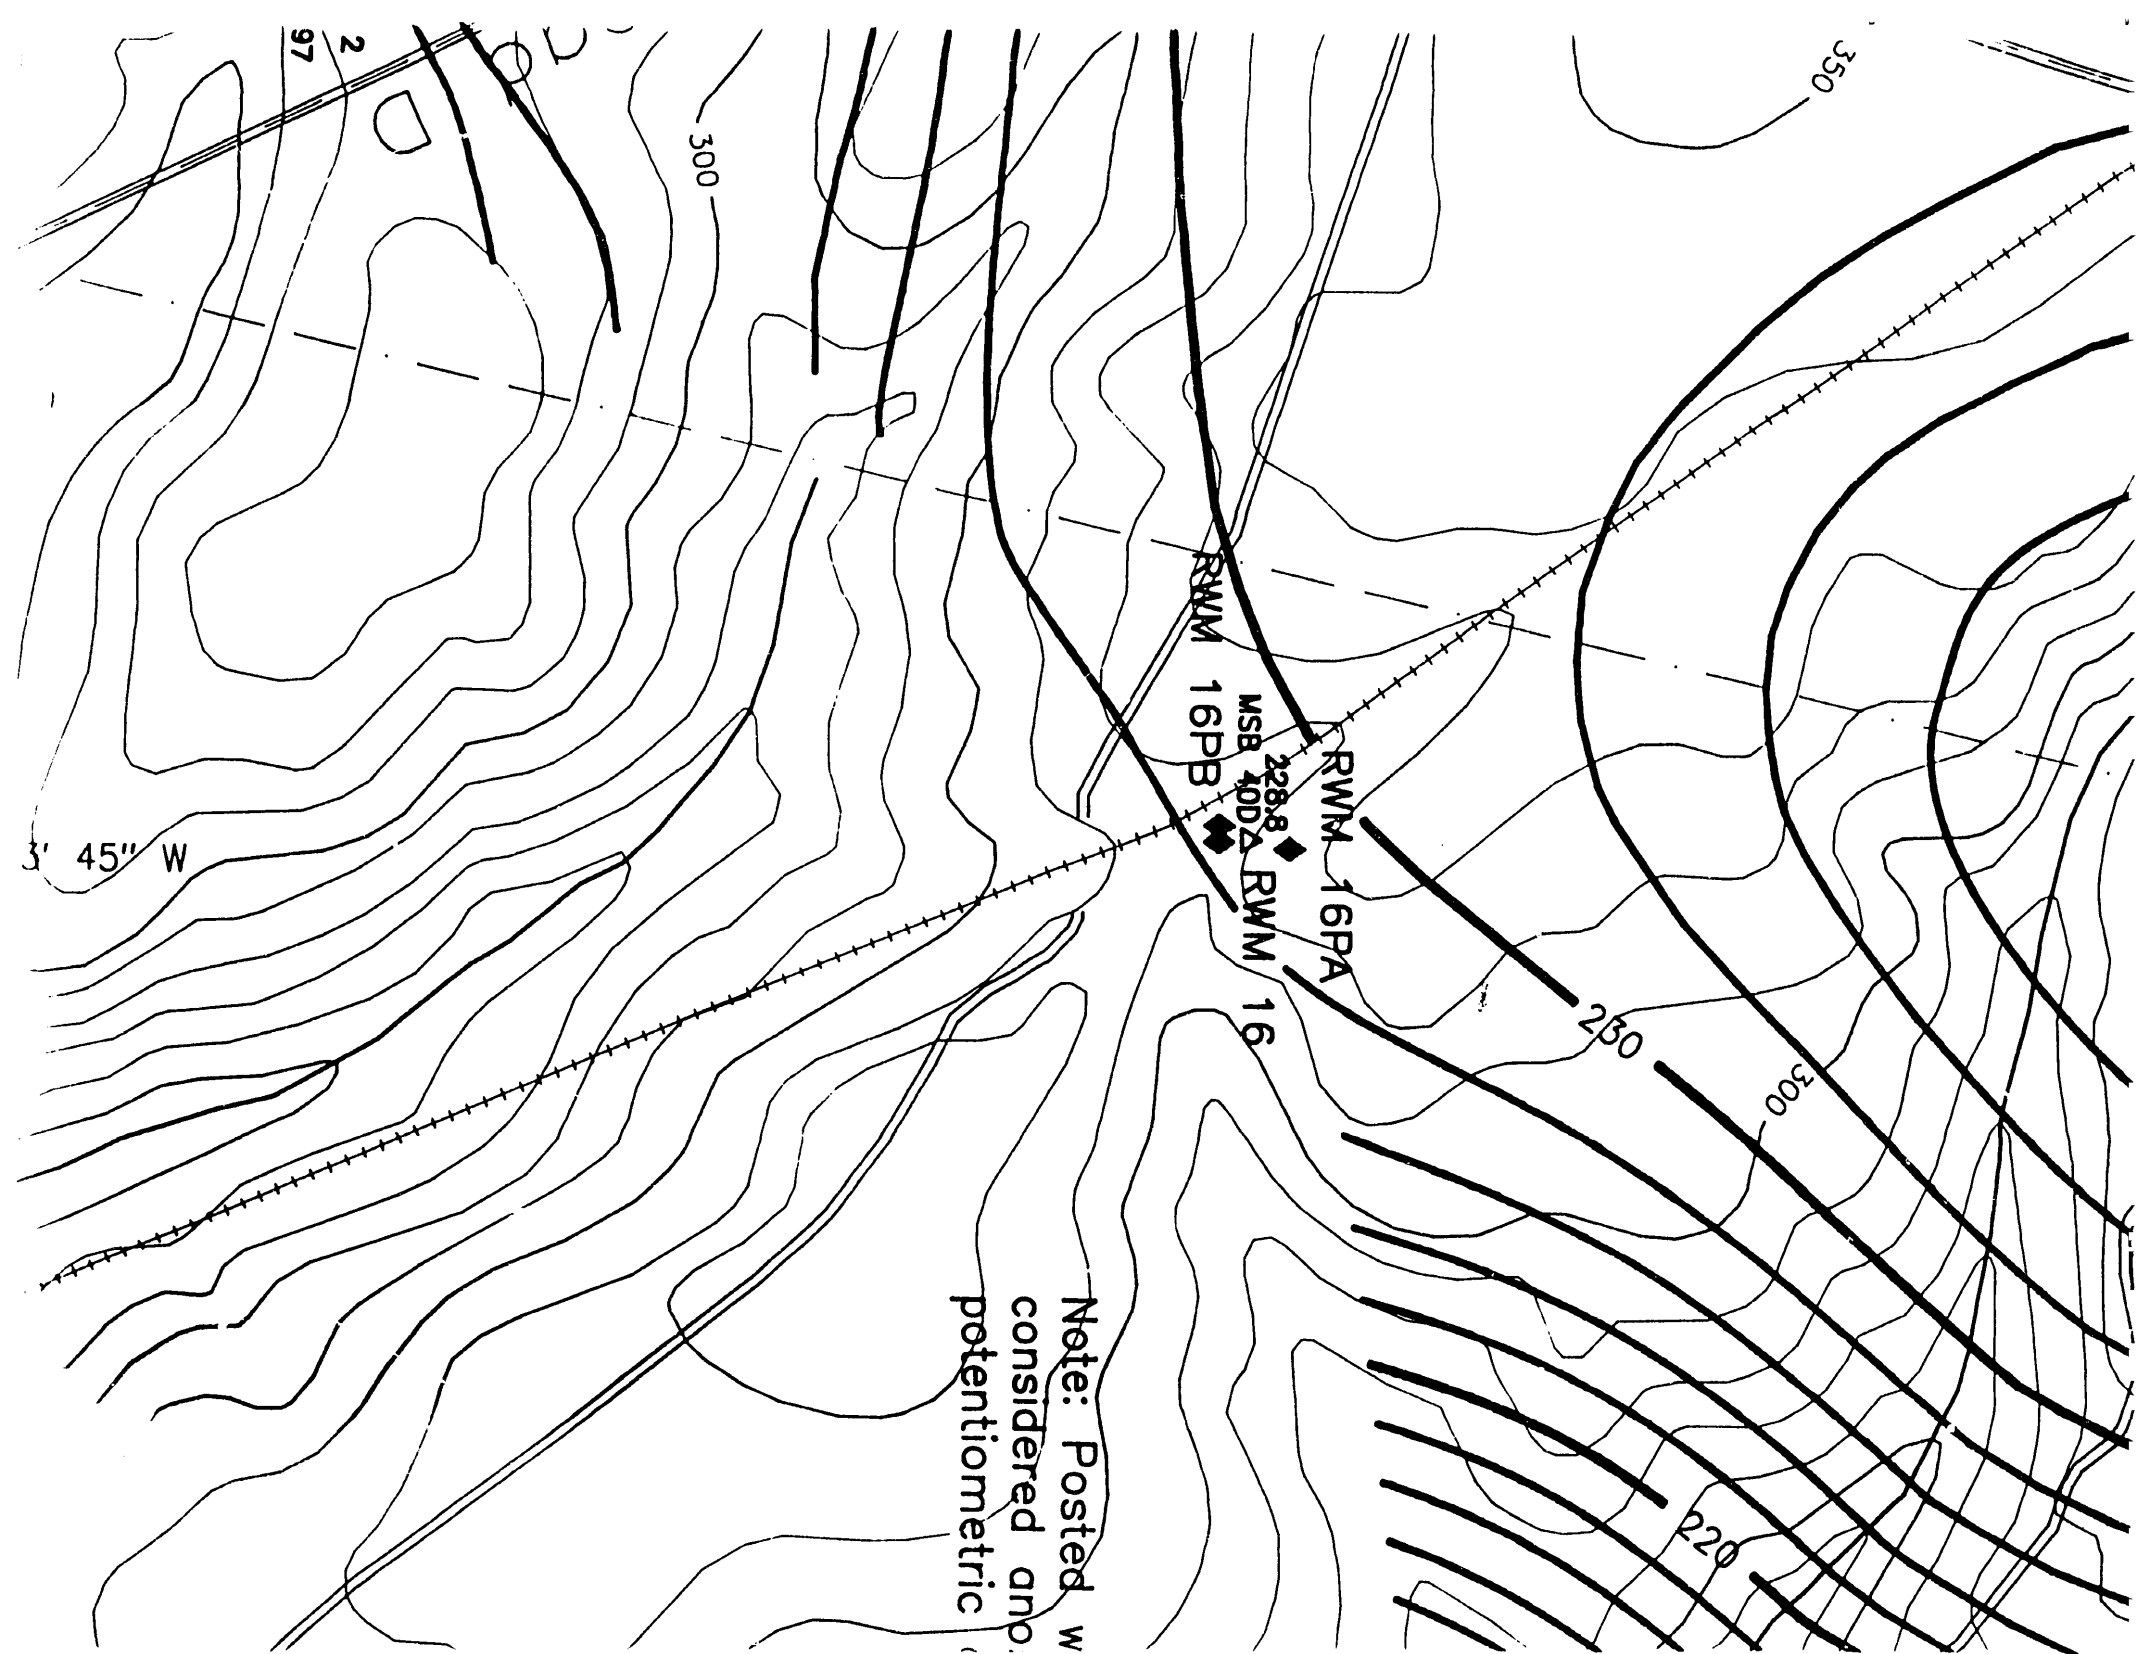 2
97
350
300
RWM 16PB
MSB 40D
228.8
RWM 16PA
RWM 16
3' 45" W
230
300
220
Note: Posted w
considered ano
potentiometric